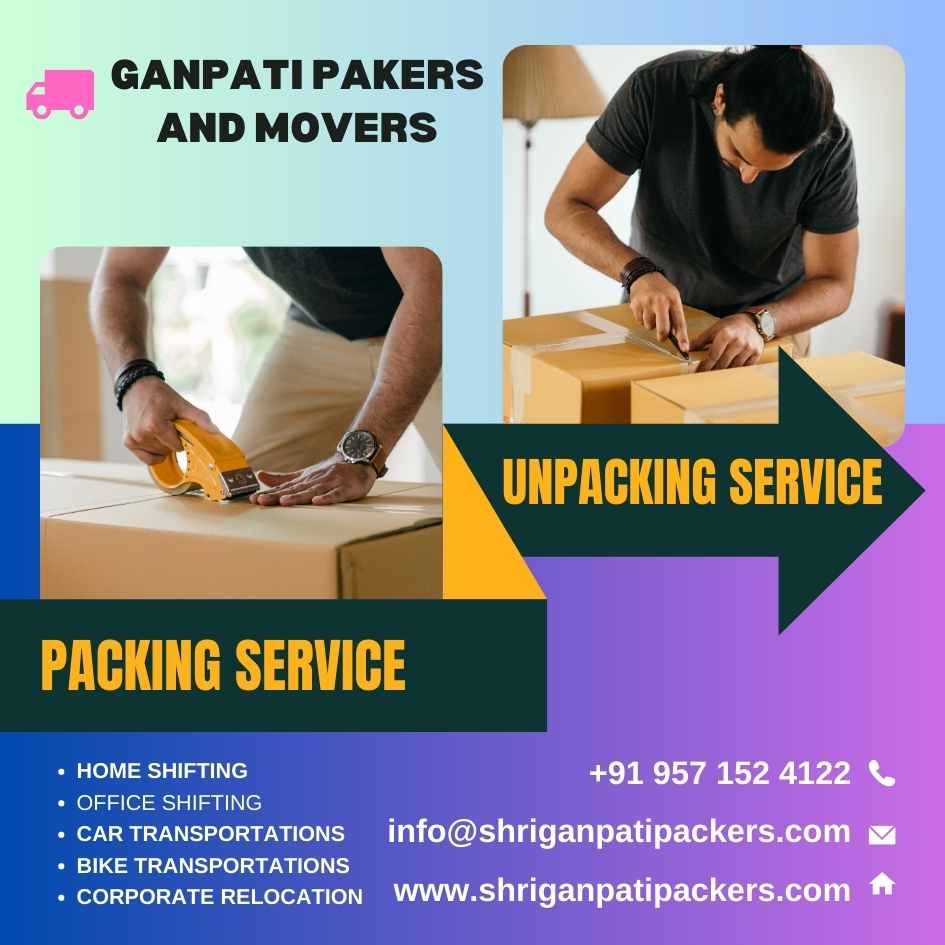 GANPATI PAKERS
AND MOVERS
UNPACKING SERVICE
PACKING SERVICE
• HOME SHIFTING
• OFFICE SHIFTING
• CAR TRANSPORTATIONS
• BIKE TRANSPORTATIONS
• CORPORATE RELOCATION
+91 957 152 4122
info@shriganpatipackers.com
www.shriganpatipackers.com